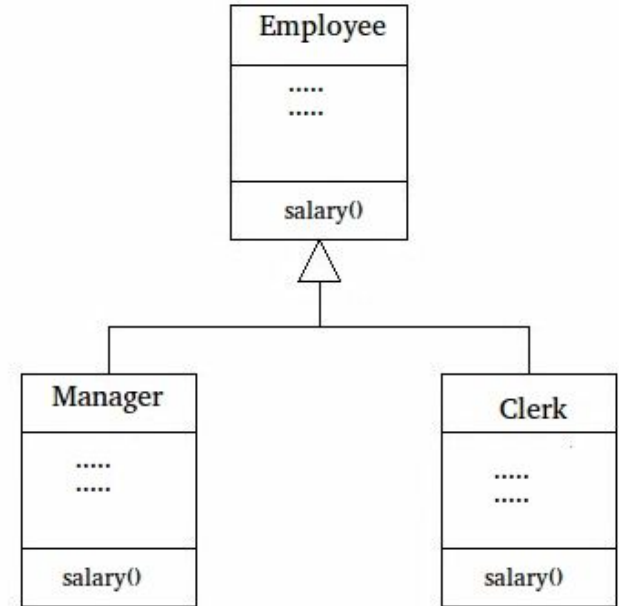 Employee
.....
.....
salary()
Manager
.....
.....
salary()
Clerk
.....
.....
salary()